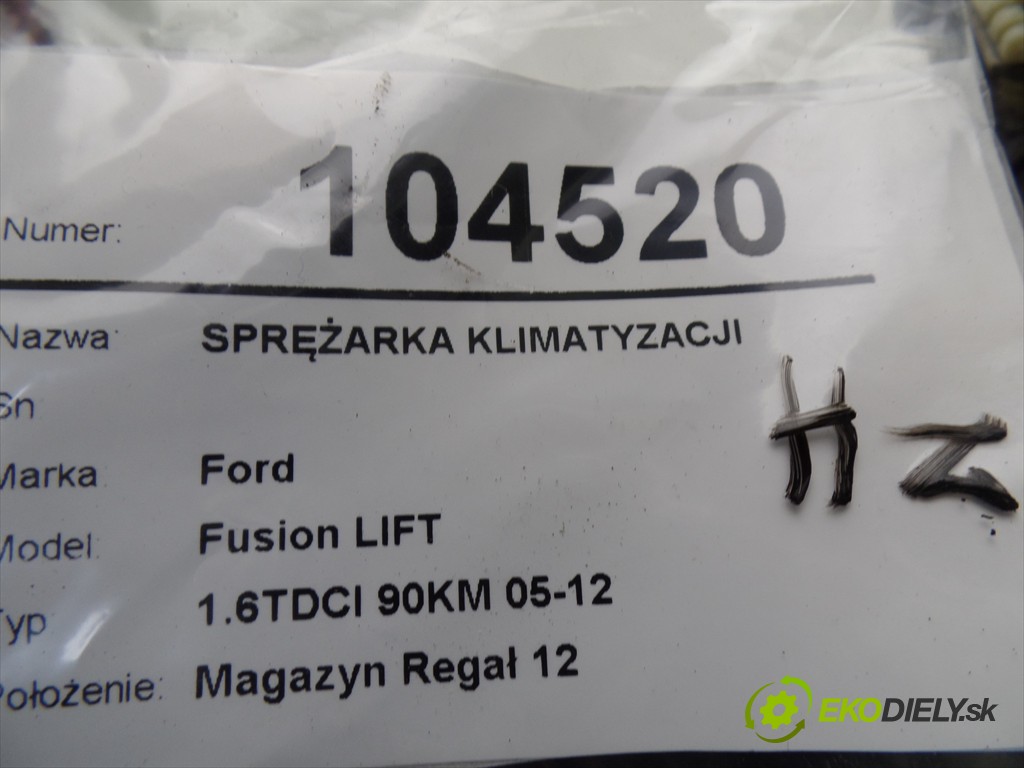 Numer: 104520
Nazwa: SPRĘŻARKA KLIMATYZACJI
Sn
Marka Ford
Model: Fusion LIFT
Typ 1.6TDCI 90KM 05-12
Położenie: Magazyn Regał 12
HZ
EKODIELY.sk